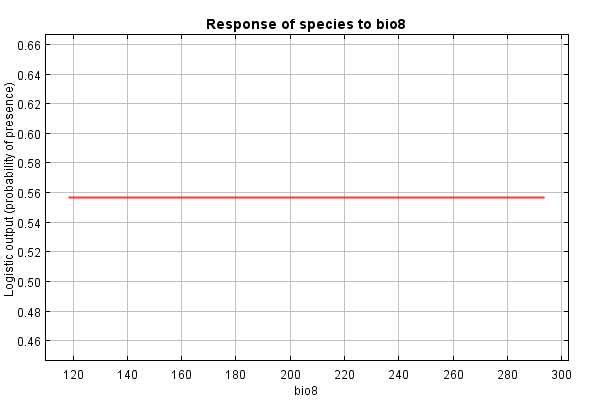 Response of species to bio8
Logistic output (probability of presence)
0.66
0.64
0.62
0.60
0.58
0.56
0.54
0.52
0.50
0.48
0.46
120 140 160 180 200 220 240 260 280 300
bio8